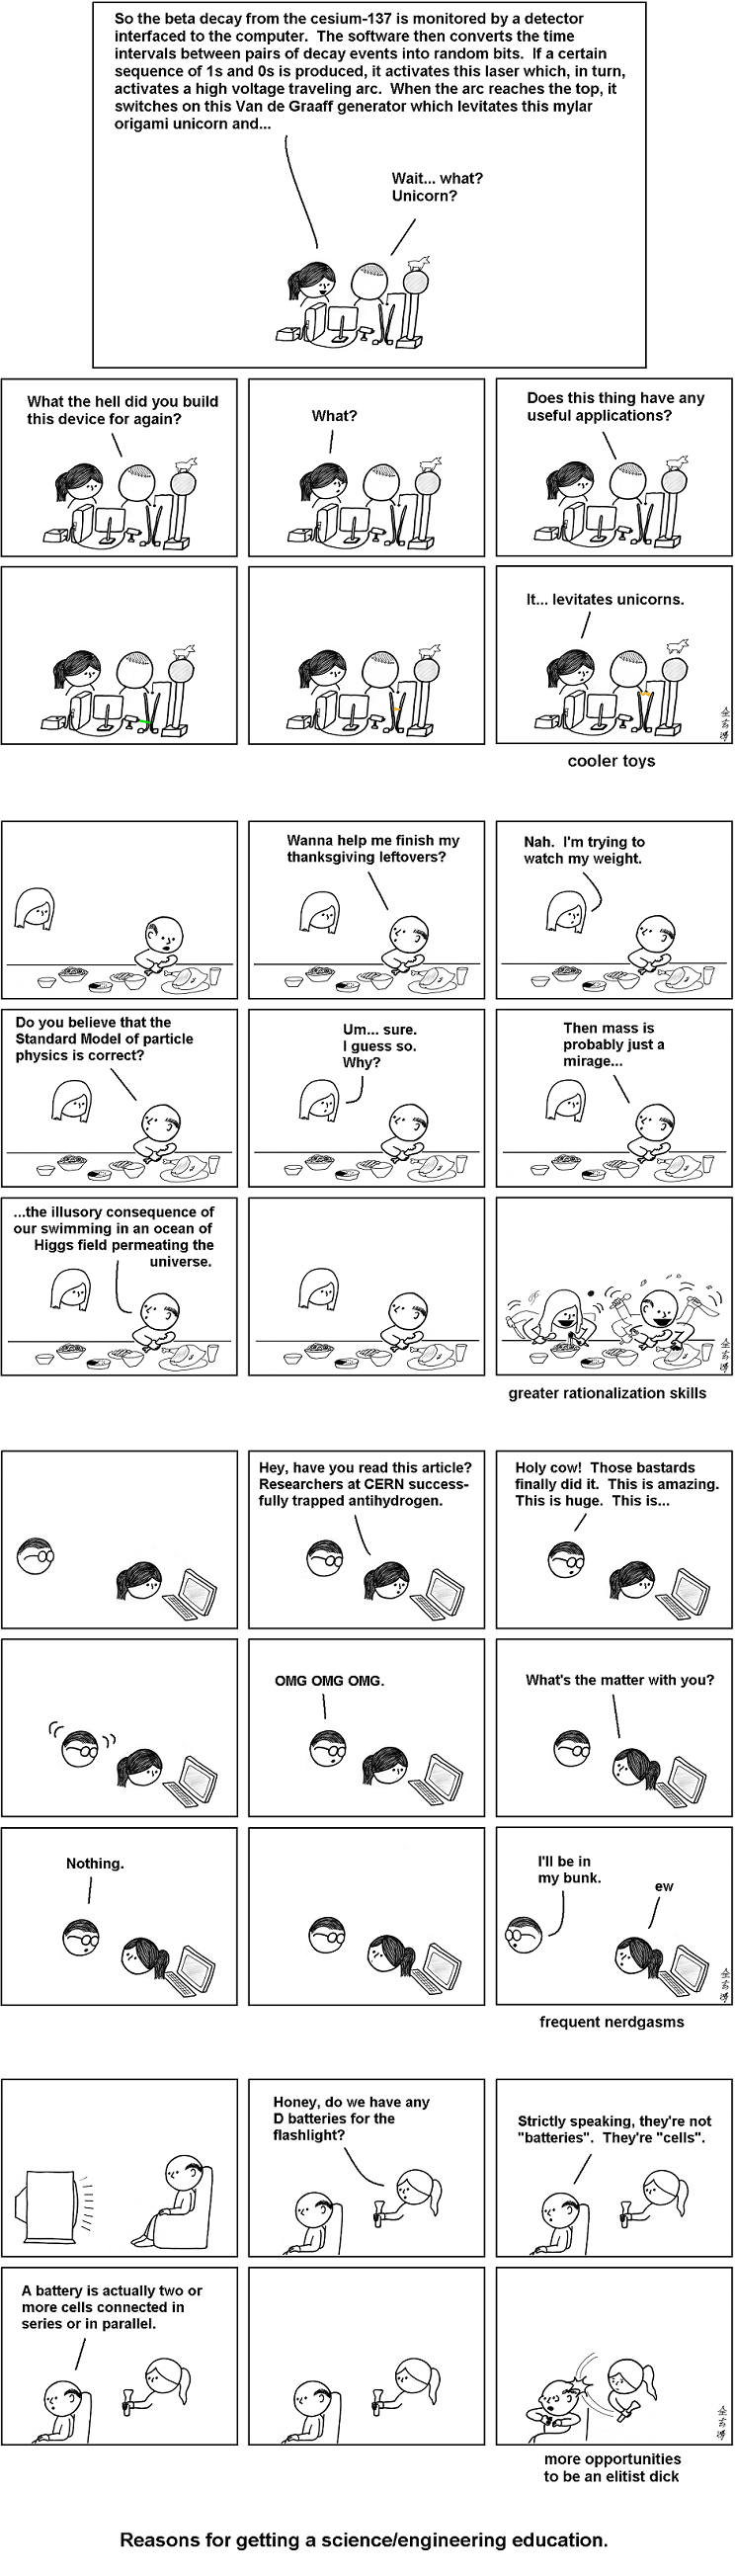 So the beta decay from the cesium-137 is monitored by a detector
interfaced to the computer.  The software then converts the time
intervals between pairs of decay events into random bits.  If a certain
sequence of 1s and 0s is produced, it activates this laser which, in turn,
activates a high voltage traveling arc.  When the arc reaches the top, it
switches on this Van de Graaff generator which levitates this mylar
origami unicorn and...
Wait... what?
Unicorn?
What the hell did you build
this device for again?
What?
Does this thing have any
useful applications?
It... levitates unicorns.
cooler toys
Wanna help me finish my
thanksgiving leftovers?
Nah.  I'm trying to
watch my weight.
Do you believe that the
Standard Model of particle
physics is correct?
Um... sure.
I guess so.
Why?
Then mass is
probably just a
mirage...
...the illusory consequence of
our swimming in an ocean of
Higgs field permeating the
universe.
greater rationalization skills
Hey, have you read this article?
Researchers at CERN success-
fully trapped antihydrogen.
Holy cow!  Those bastards
finally did it.  This is amazing.
This is huge.  This is...
OMG OMG OMG.
What's the matter with you?
Nothing.
I'll be in
my bunk.
ew
frequent nerdgasms
Honey, do we have any
D batteries for the
flashlight?
Strictly speaking, they're not
"batteries".  They're "cells".
A battery is actually two or
more cells connected in
series or in parallel.
more opportunities
to be an elitist dick
Reasons for getting a science/engineering education.